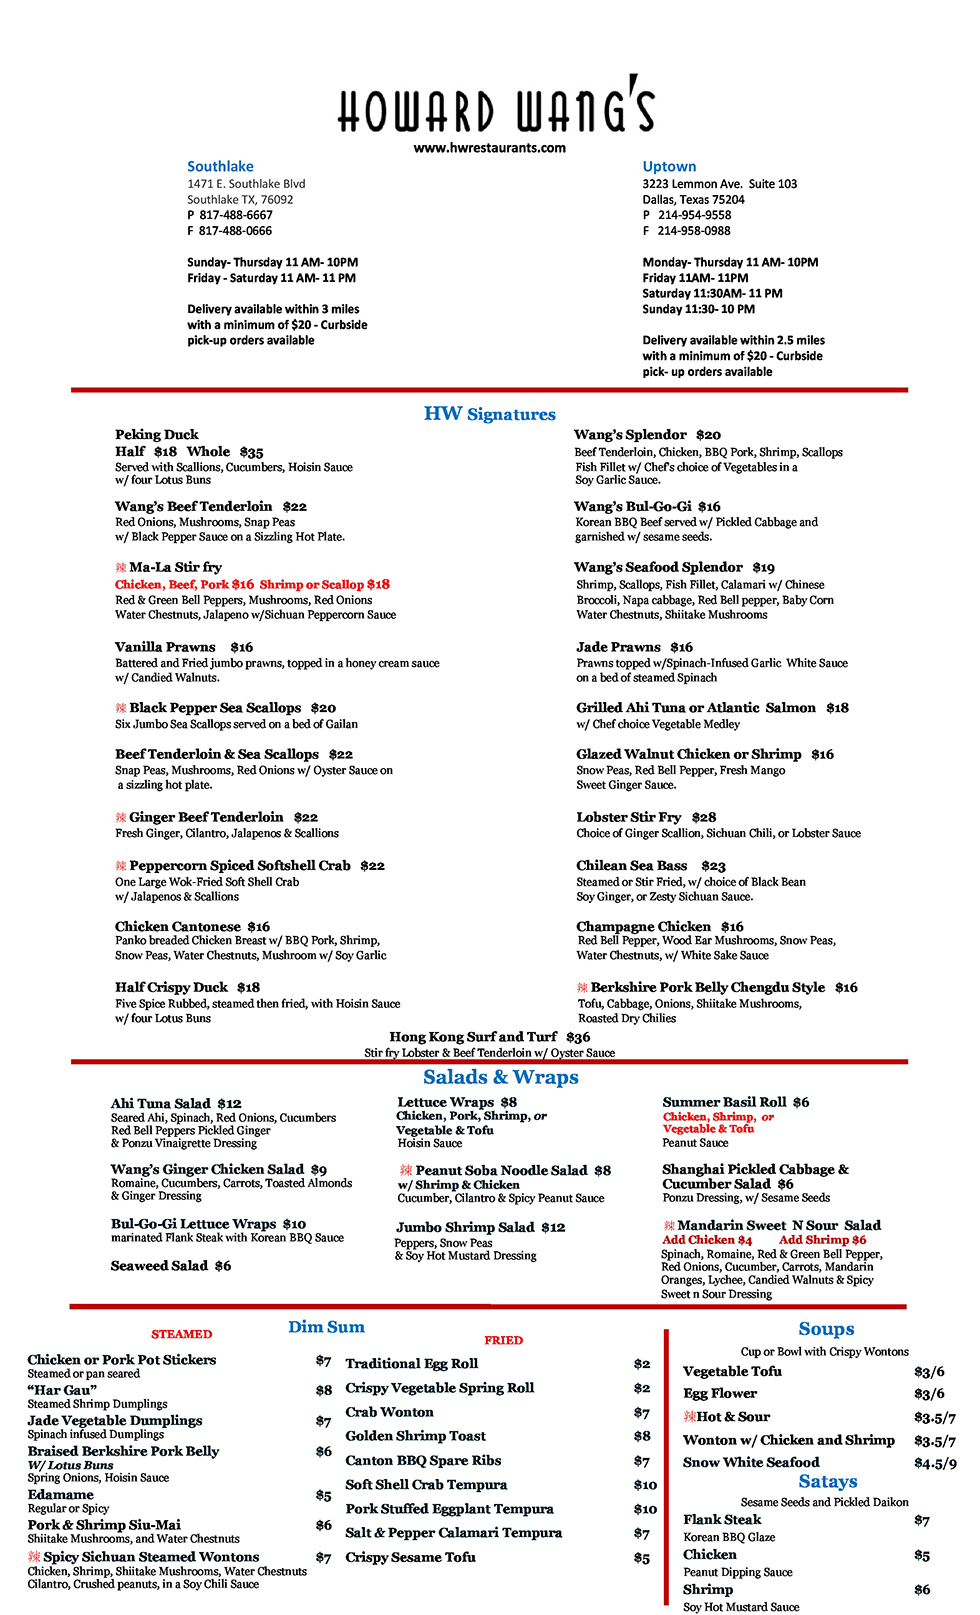 HOWARD WANG'S
www.hwrestaurants.com
Southlake
1471 E. Southlake Blvd
Southlake TX, 76092
P 817-488-6667
F 817-488-0666
Sunday- Thursday 11 AM- 10PM
Friday - Saturday 11 AM- 11 PM
Delivery available within 3 miles
with a minimum of $20 - Curbside
pick-up orders available
Uptown
3223 Lemmon Ave. Suite 103
Dallas, Texas 75204
P 214-954-9558
F 214-958-0988
Monday- Thursday 11 AM- 10PM
Friday 11AM- 11PM
Saturday 11:30AM- 11 PM
Sunday 11:30- 10 PM
Delivery available within 2.5 miles
with a minimum of $20 - Curbside
pick- up orders available
HW Signatures
Peking Duck
Half $18 Whole $35
Served with Scallions, Cucumbers, Hoisin Sauce
w/ four Lotus Buns
Wang's Beef Tenderloin $22
Red Onions, Mushrooms, Snap Peas
w/ Black Pepper Sauce on a Sizzling Hot Plate.
辣 Ma-La Stir fry
Chicken, Beef, Pork $16 Shrimp or Scallop $18
Red & Green Bell Peppers, Mushrooms, Red Onions
Water Chestnuts, Jalapeno w/Sichuan Peppercorn Sauce
Vanilla Prawns $16
Battered and Fried jumbo prawns, topped in a honey cream sauce
w/ Candied Walnuts.
辣 Black Pepper Sea Scallops $20
Six Jumbo Sea Scallops served on a bed of Gailan
Beef Tenderloin & Sea Scallops $22
Snap Peas, Mushrooms, Red Onions w/ Oyster Sauce on
a sizzling hot plate.
辣 Ginger Beef Tenderloin $22
Fresh Ginger, Cilantro, Jalapenos & Scallions
辣 Peppercorn Spiced Softshell Crab $22
One Large Wok-Fried Soft Shell Crab
w/ Jalapenos & Scallions
Chicken Cantonese $16
Panko breaded Chicken Breast w/ BBQ Pork, Shrimp,
Snow Peas, Water Chestnuts, Mushroom w/ Soy Garlic
Half Crispy Duck $18
Five Spice Rubbed, steamed then fried, with Hoisin Sauce
w/ four Lotus Buns
Wang's Splendor $20
Beef Tenderloin, Chicken, BBQ Pork, Shrimp, Scallops
Fish Fillet w/ Chef's choice of Vegetables in a
Soy Garlic Sauce.
Wang's Bul-Go-Gi $16
Korean BBQ Beef served w/ Pickled Cabbage and
garnished w/ sesame seeds.
Wang's Seafood Splendor $19
Shrimp, Scallops, Fish Fillet, Calamari w/ Chinese
Broccoli, Napa cabbage, Red Bell pepper, Baby Corn
Water Chestnuts, Shiitake Mushrooms
Jade Prawns $16
Prawns topped w/Spinach-Infused Garlic White Sauce
on a bed of steamed Spinach
Grilled Ahi Tuna or Atlantic Salmon $18
w/ Chef choice Vegetable Medley
Glazed Walnut Chicken or Shrimp $16
Snow Peas, Red Bell Pepper, Fresh Mango
Sweet Ginger Sauce.
Lobster Stir Fry $28
Choice of Ginger Scallion, Sichuan Chili, or Lobster Sauce
Chilean Sea Bass $23
Steamed or Stir Fried, w/ choice of Black Bean
Soy Ginger, or Zesty Sichuan Sauce.
Champagne Chicken $16
Red Bell Pepper, Wood Ear Mushrooms, Snow Peas,
Water Chestnuts, w/ White Sake Sauce
辣 Berkshire Pork Belly Chengdu Style $16
Tofu, Cabbage, Onions, Shiitake Mushrooms,
Roasted Dry Chilies
Hong Kong Surf and Turf $36
Stir fry Lobster & Beef Tenderloin w/ Oyster Sauce
Salads & Wraps
Ahi Tuna Salad $12
Seared Ahi, Spinach, Red Onions, Cucumbers
Red Bell Peppers Pickled Ginger
& Ponzu Vinaigrette Dressing
Wang's Ginger Chicken Salad $9
Romaine, Cucumbers, Carrots, Toasted Almonds
& Ginger Dressing
Bul-Go-Gi Lettuce Wraps $10
marinated Flank Steak with Korean BBQ Sauce
Seaweed Salad $6
Lettuce Wraps $8
Chicken, Pork, Shrimp, or
Vegetable & Tofu
Hoisin Sauce
辣 Peanut Soba Noodle Salad $8
w/ Shrimp & Chicken
Cucumber, Cilantro & Spicy Peanut Sauce
Jumbo Shrimp Salad $12
Peppers, Snow Peas
& Soy Hot Mustard Dressing
Summer Basil Roll $6
Chicken, Shrimp, or
Vegetable & Tofu
Peanut Sauce
Shanghai Pickled Cabbage &
Cucumber Salad $6
Ponzu Dressing, w/ Sesame Seeds
辣 Mandarin Sweet N Sour Salad
Add Chicken $4 Add Shrimp $6
Spinach, Romaine, Red & Green Bell Pepper,
Red Onions, Cucumber, Carrots, Mandarin
Oranges, Lychee, Candied Walnuts & Spicy
Sweet n Sour Dressing
Dim Sum
STEAMED
Chicken or Pork Pot Stickers $7
Steamed or pan seared
“Har Gau” $8
Steamed Shrimp Dumplings
Jade Vegetable Dumplings $7
Spinach infused Dumplings
Braised Berkshire Pork Belly $6
W/ Lotus Buns
Spring Onions, Hoisin Sauce
Edamame $5
Regular or Spicy
Pork & Shrimp Siu-Mai $6
Shiitake Mushrooms, and Water Chestnuts
辣 Spicy Sichuan Steamed Wontons $7
Chicken, Shrimp, Shiitake Mushrooms, Water Chestnuts
Cilantro, Crushed peanuts, in a Soy Chili Sauce
FRIED
Traditional Egg Roll $2
Crispy Vegetable Spring Roll $2
Crab Wonton $7
Golden Shrimp Toast $8
Canton BBQ Spare Ribs $7
Soft Shell Crab Tempura $10
Pork Stuffed Eggplant Tempura $10
Salt & Pepper Calamari Tempura $7
Crispy Sesame Tofu $5
Soups
Cup or Bowl with Crispy Wontons
Vegetable Tofu $3/6
Egg Flower $3/6
辣Hot & Sour $3.5/7
Wonton w/ Chicken and Shrimp $3.5/7
Snow White Seafood $4.5/9
Satays
Sesame Seeds and Pickled Daikon
Flank Steak $7
Korean BBQ Glaze
Chicken $5
Peanut Dipping Sauce
Shrimp $6
Soy Hot Mustard Sauce